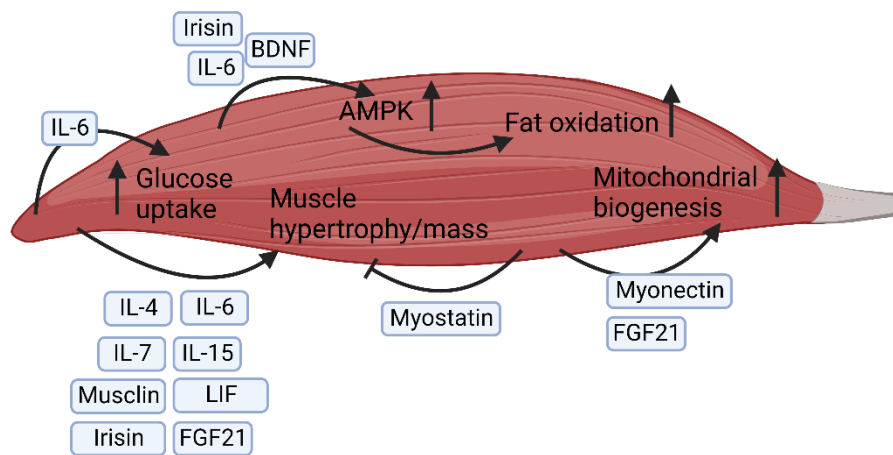 Irisin
BDNF
IL-6
IL-6
AMPK
Fat oxidation
Glucose
uptake
Muscle
hypertrophy/mass
Mitochondrial
biogenesis
IL-4
IL-6
IL-7
IL-15
Musclin
LIF
Irisin
FGF21
Myostatin
Myonectin
FGF21